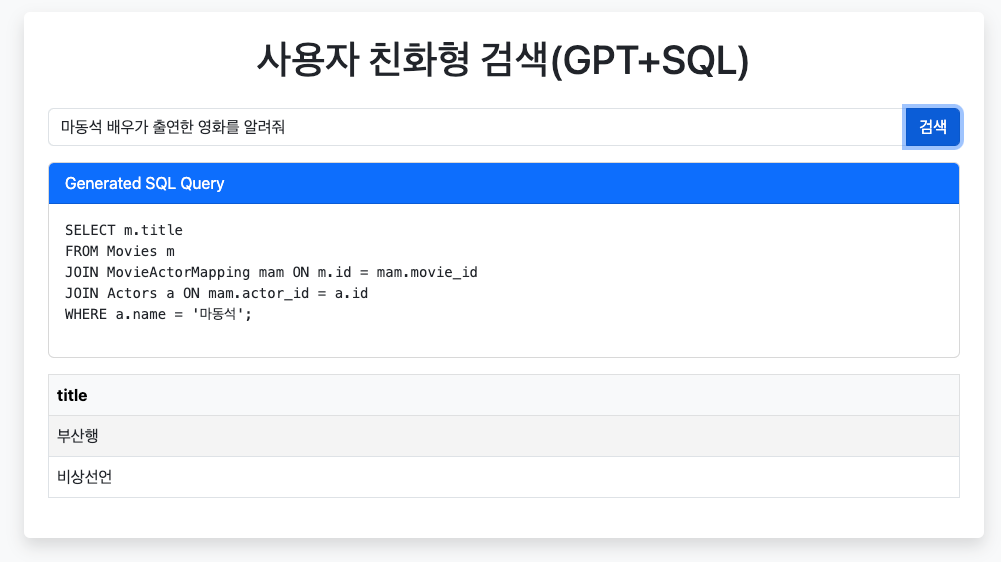 사용자 친화형 검색(GPT+SQL)
마동석 배우가 출연한 영화를 알려줘
검색
Generated SQL Query
SELECT m.title
FROM Movies m
JOIN MovieActorMapping mam ON m.id = mam.movie_id
JOIN Actors a ON mam.actor_id = a.id
WHERE a.name = '마동석';
title
부산행
비상선언